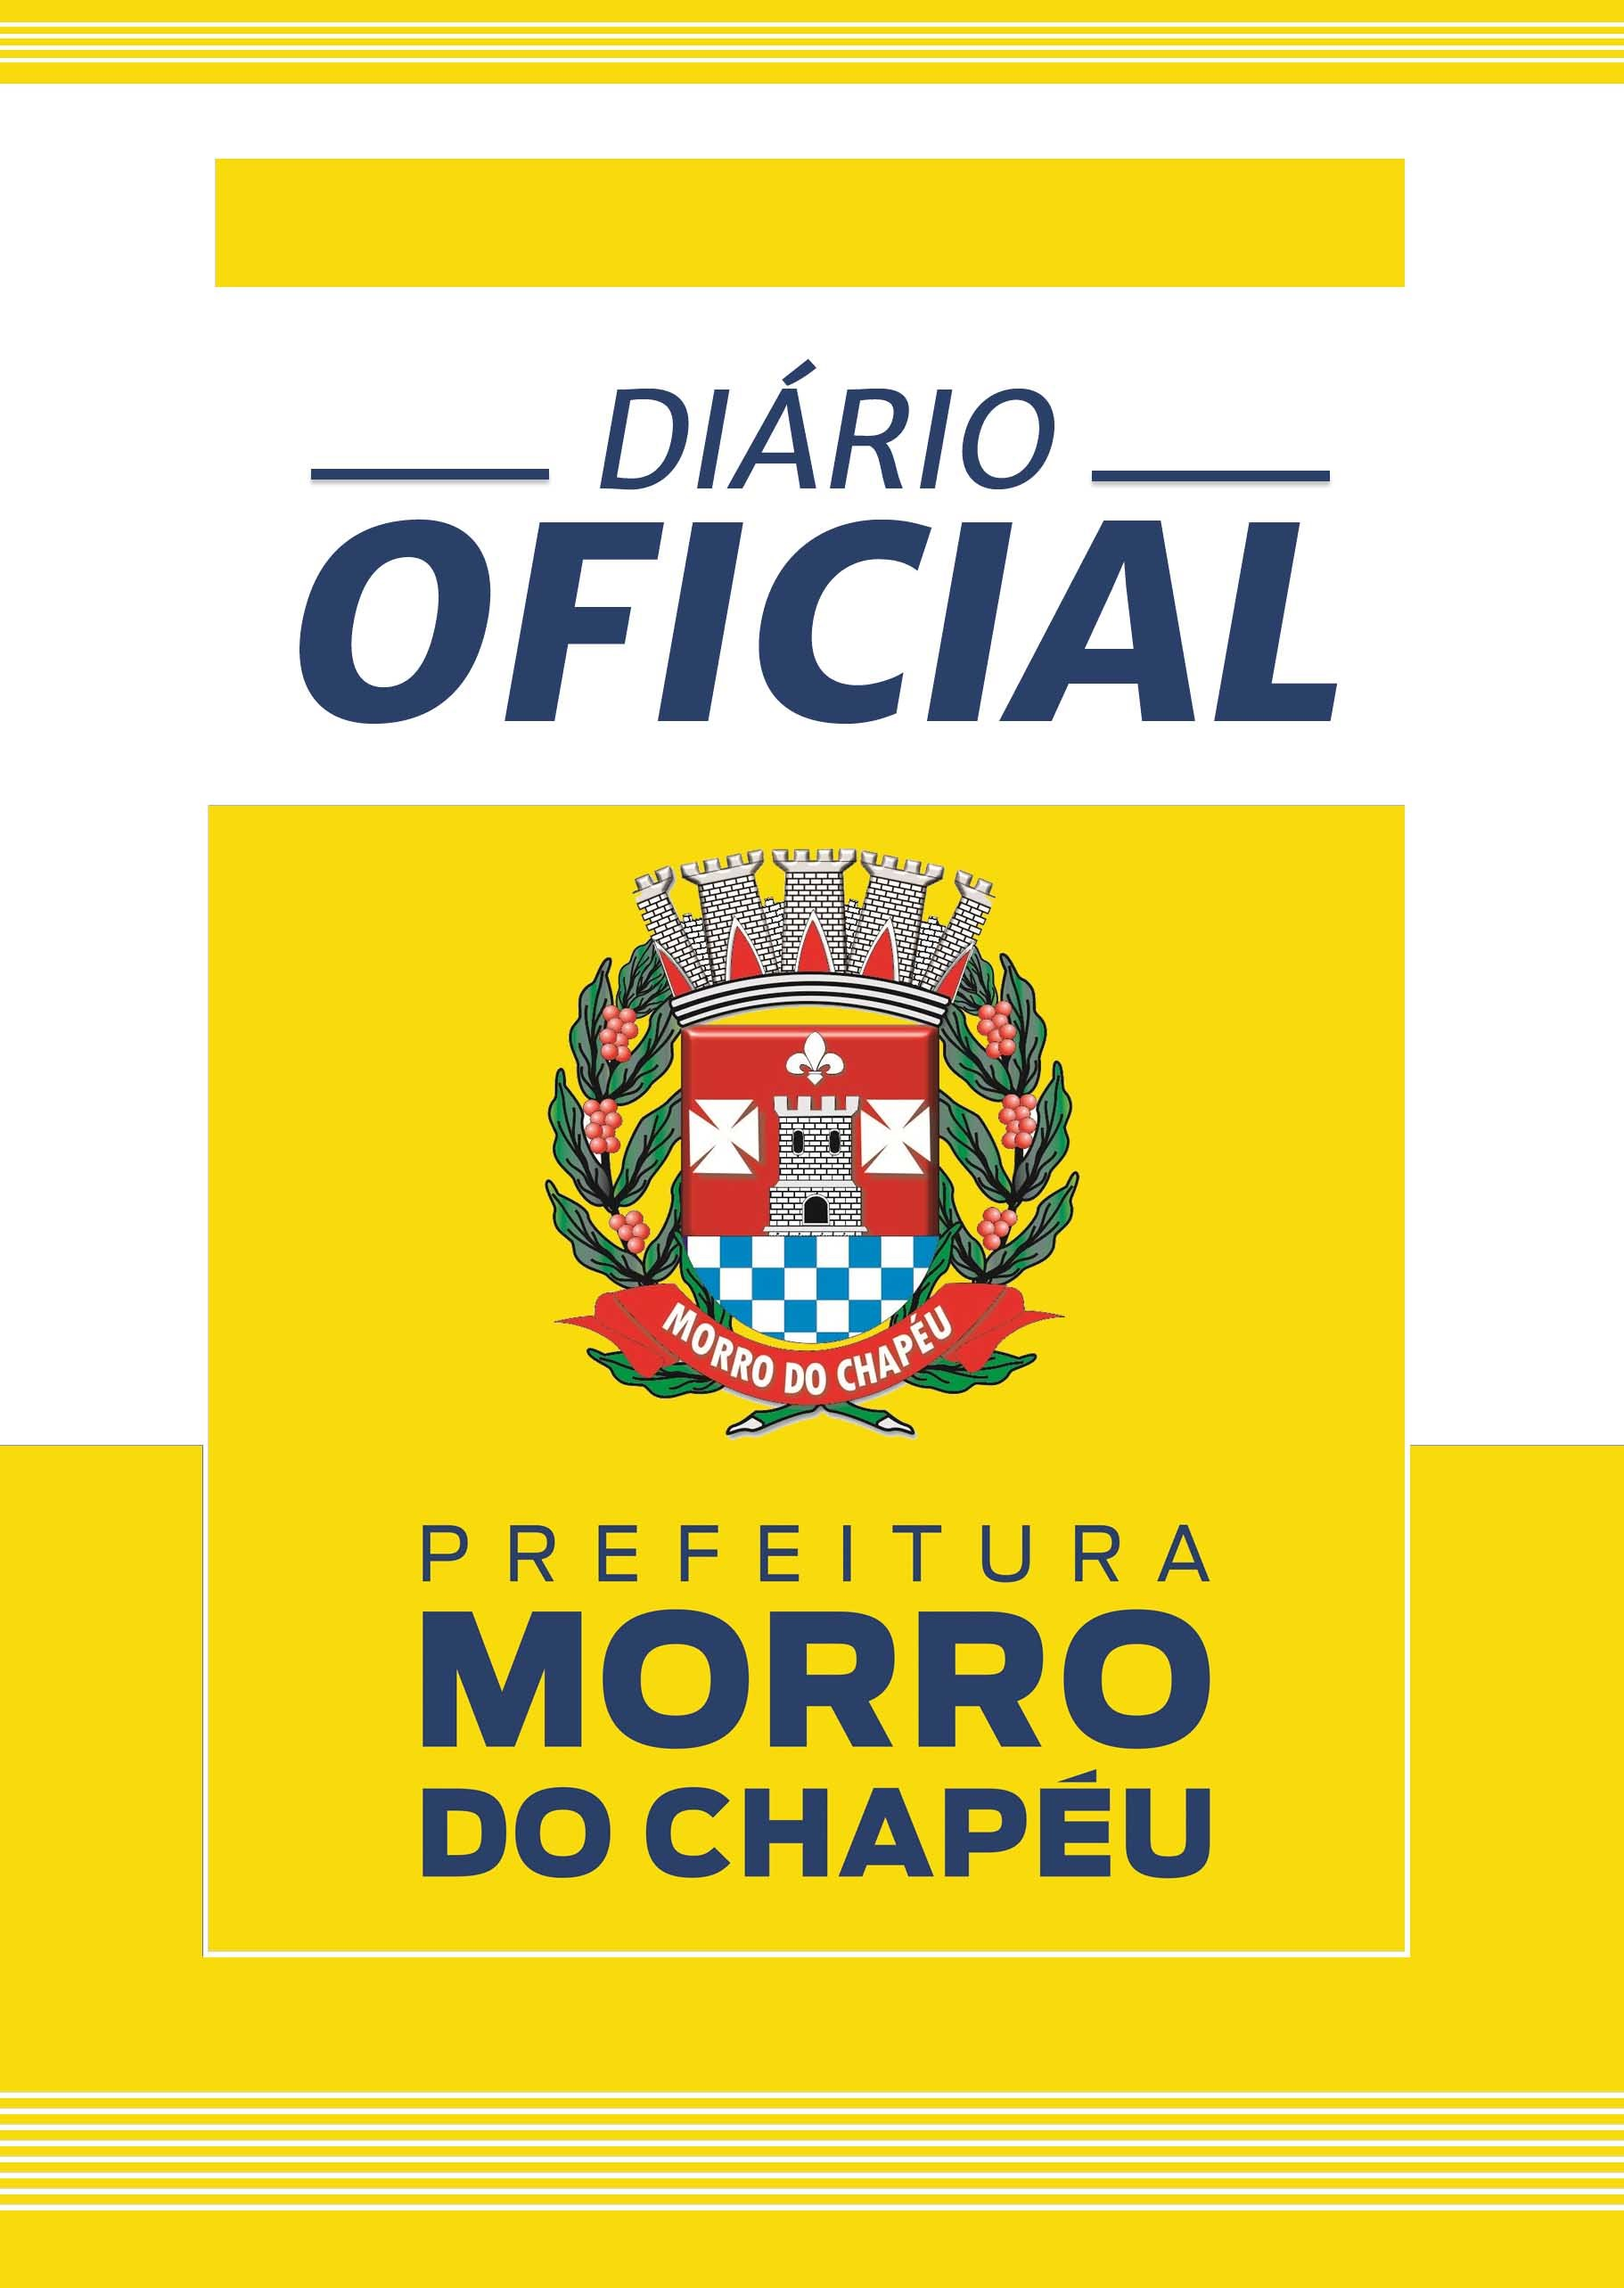 DIÁRIO
OFICIAL
MORRO DO CHAPÉU
PREFEITURA
MORRO
DO CHAPÉU